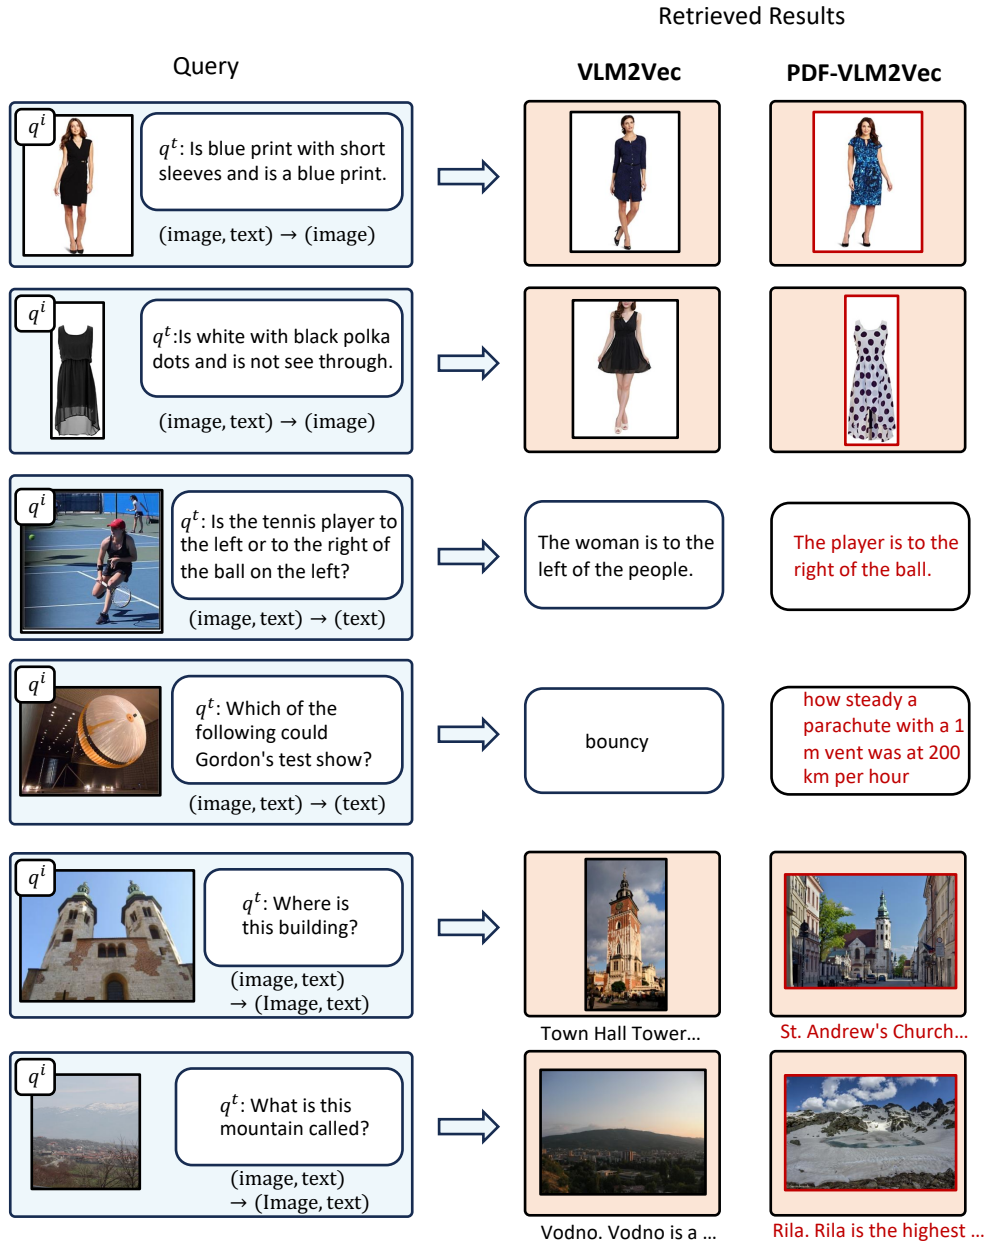 Retrieved Results
Query
VLM2Vec
PDF-VLM2Vec
q^i
q^t: Is blue print with short
sleeves and is a blue print.
(image, text) → (image)
q^i
q^t:Is white with black polka
dots and is not see through.
(image, text) → (image)
q^i
q^t: Is the tennis player to
the left or to the right of
the ball on the left?
(image, text) → (text)
The woman is to the
left of the people.
The player is to the
right of the ball.
q^i
q^t: Which of the
following could
Gordon's test show?
(image, text) → (text)
bouncy
how steady a
parachute with a 1
m vent was at 200
km per hour
q^i
q^t: Where is
this building?
(image, text)
→ (Image, text)
Town Hall Tower...
St. Andrew's Church...
q^i
q^t: What is this
mountain called?
(image, text)
→ (Image, text)
Vodno. Vodno is a ...
Rila. Rila is the highest ...